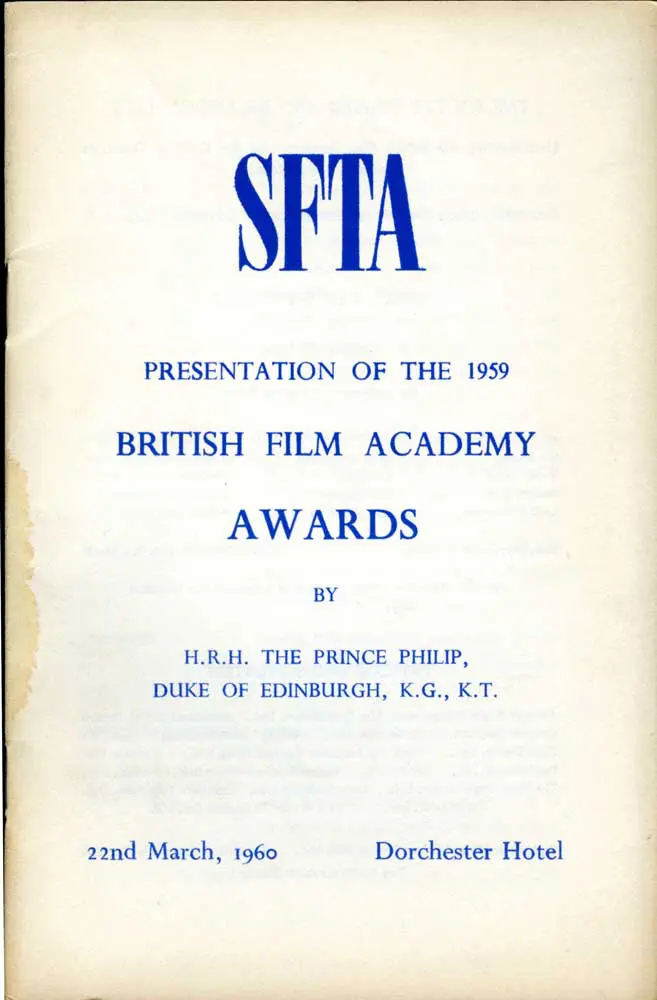 SFTA
PRESENTATION OF THE 1959
BRITISH FILM ACADEMY
AWARDS
BY
H.R.H. THE PRINCE PHILIP,
DUKE OF EDINBURGH, K.G., K.T.
22nd March, 1960 Dorchester Hotel